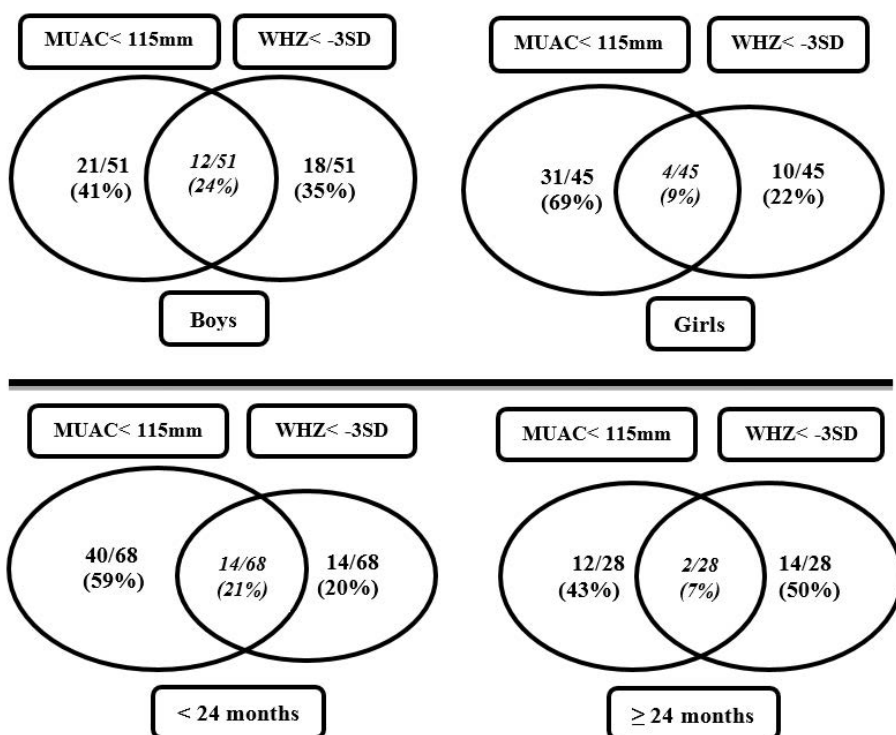 MUAC< 115mm
WHZ< -3SD
21/51
(41%)
12/51
(24%)
18/51
(35%)
Boys
MUAC< 115mm
WHZ< -3SD
31/45
(69%)
4/45
(9%)
10/45
(22%)
Girls
MUAC< 115mm
WHZ< -3SD
40/68
(59%)
14/68
(21%)
14/68
(20%)
< 24 months
MUAC< 115mm
WHZ< -3SD
12/28
(43%)
2/28
(7%)
14/28
(50%)
≥ 24 months